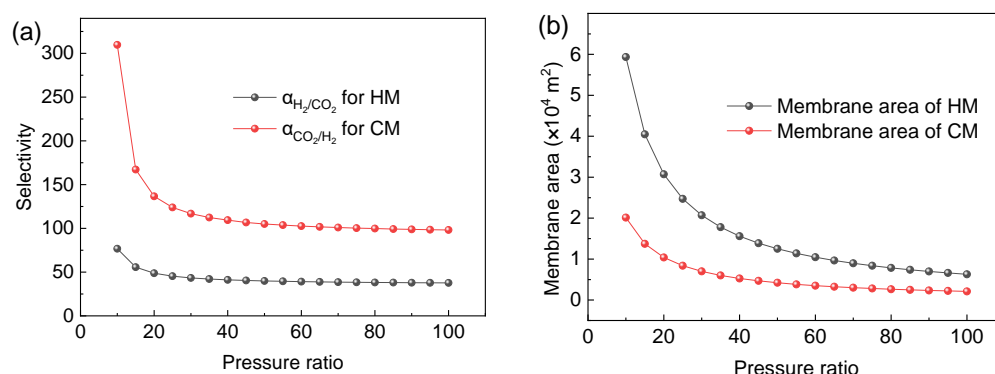 (a)
300
250
200
150
100
50
0
0 20 40 60 80 100
Selectivity
Pressure ratio
α_H₂/CO₂ for HM
α_CO₂/H₂ for CM
(b)
6
5
4
3
2
1
0
0 20 40 60 80 100
Membrane area (×10⁴ m²)
Pressure ratio
Membrane area of HM
Membrane area of CM